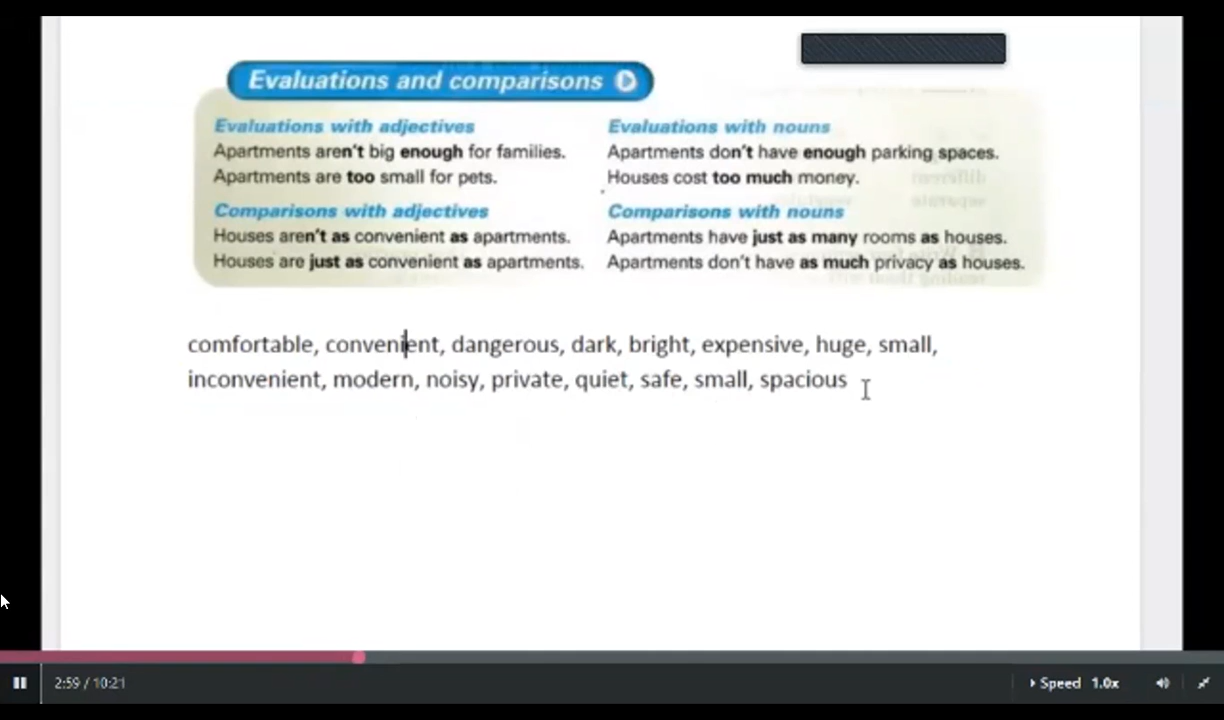 Evaluations and comparisons
Evaluations with adjectives
Apartments aren't big enough for families.
Apartments are too small for pets.
Comparisons with adjectives
Houses aren't as convenient as apartments.
Houses are just as convenient as apartments.
Evaluations with nouns
Apartments don't have enough parking spaces.
Houses cost too much money.
Comparisons with nouns
Apartments have just as many rooms as houses.
Apartments don't have as much privacy as houses.
comfortable, convenient, dangerous, dark, bright, expensive, huge, small,
inconvenient, modern, noisy, private, quiet, safe, small, spacious
2:59 / 10:21
Speed 1.0x